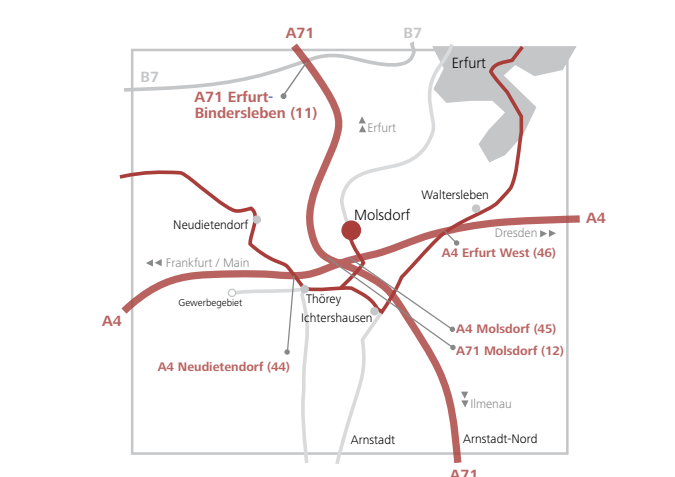 A71
B7
B7
Erfurt
A71 Erfurt-
Bindersleben (11)
▲ Erfurt
Waltersleben
Molsdorf
A4
Neudietendorf
Dresden ►►
A4 Erfurt West (46)
◄◄ Frankfurt / Main
Gewerbegebiet
Thörey
A4
Ichtershausen
A4 Molsdorf (45)
A71 Molsdorf (12)
A4 Neudietendorf (44)
▼ Ilmenau
Arnstadt
Arnstadt-Nord
A71